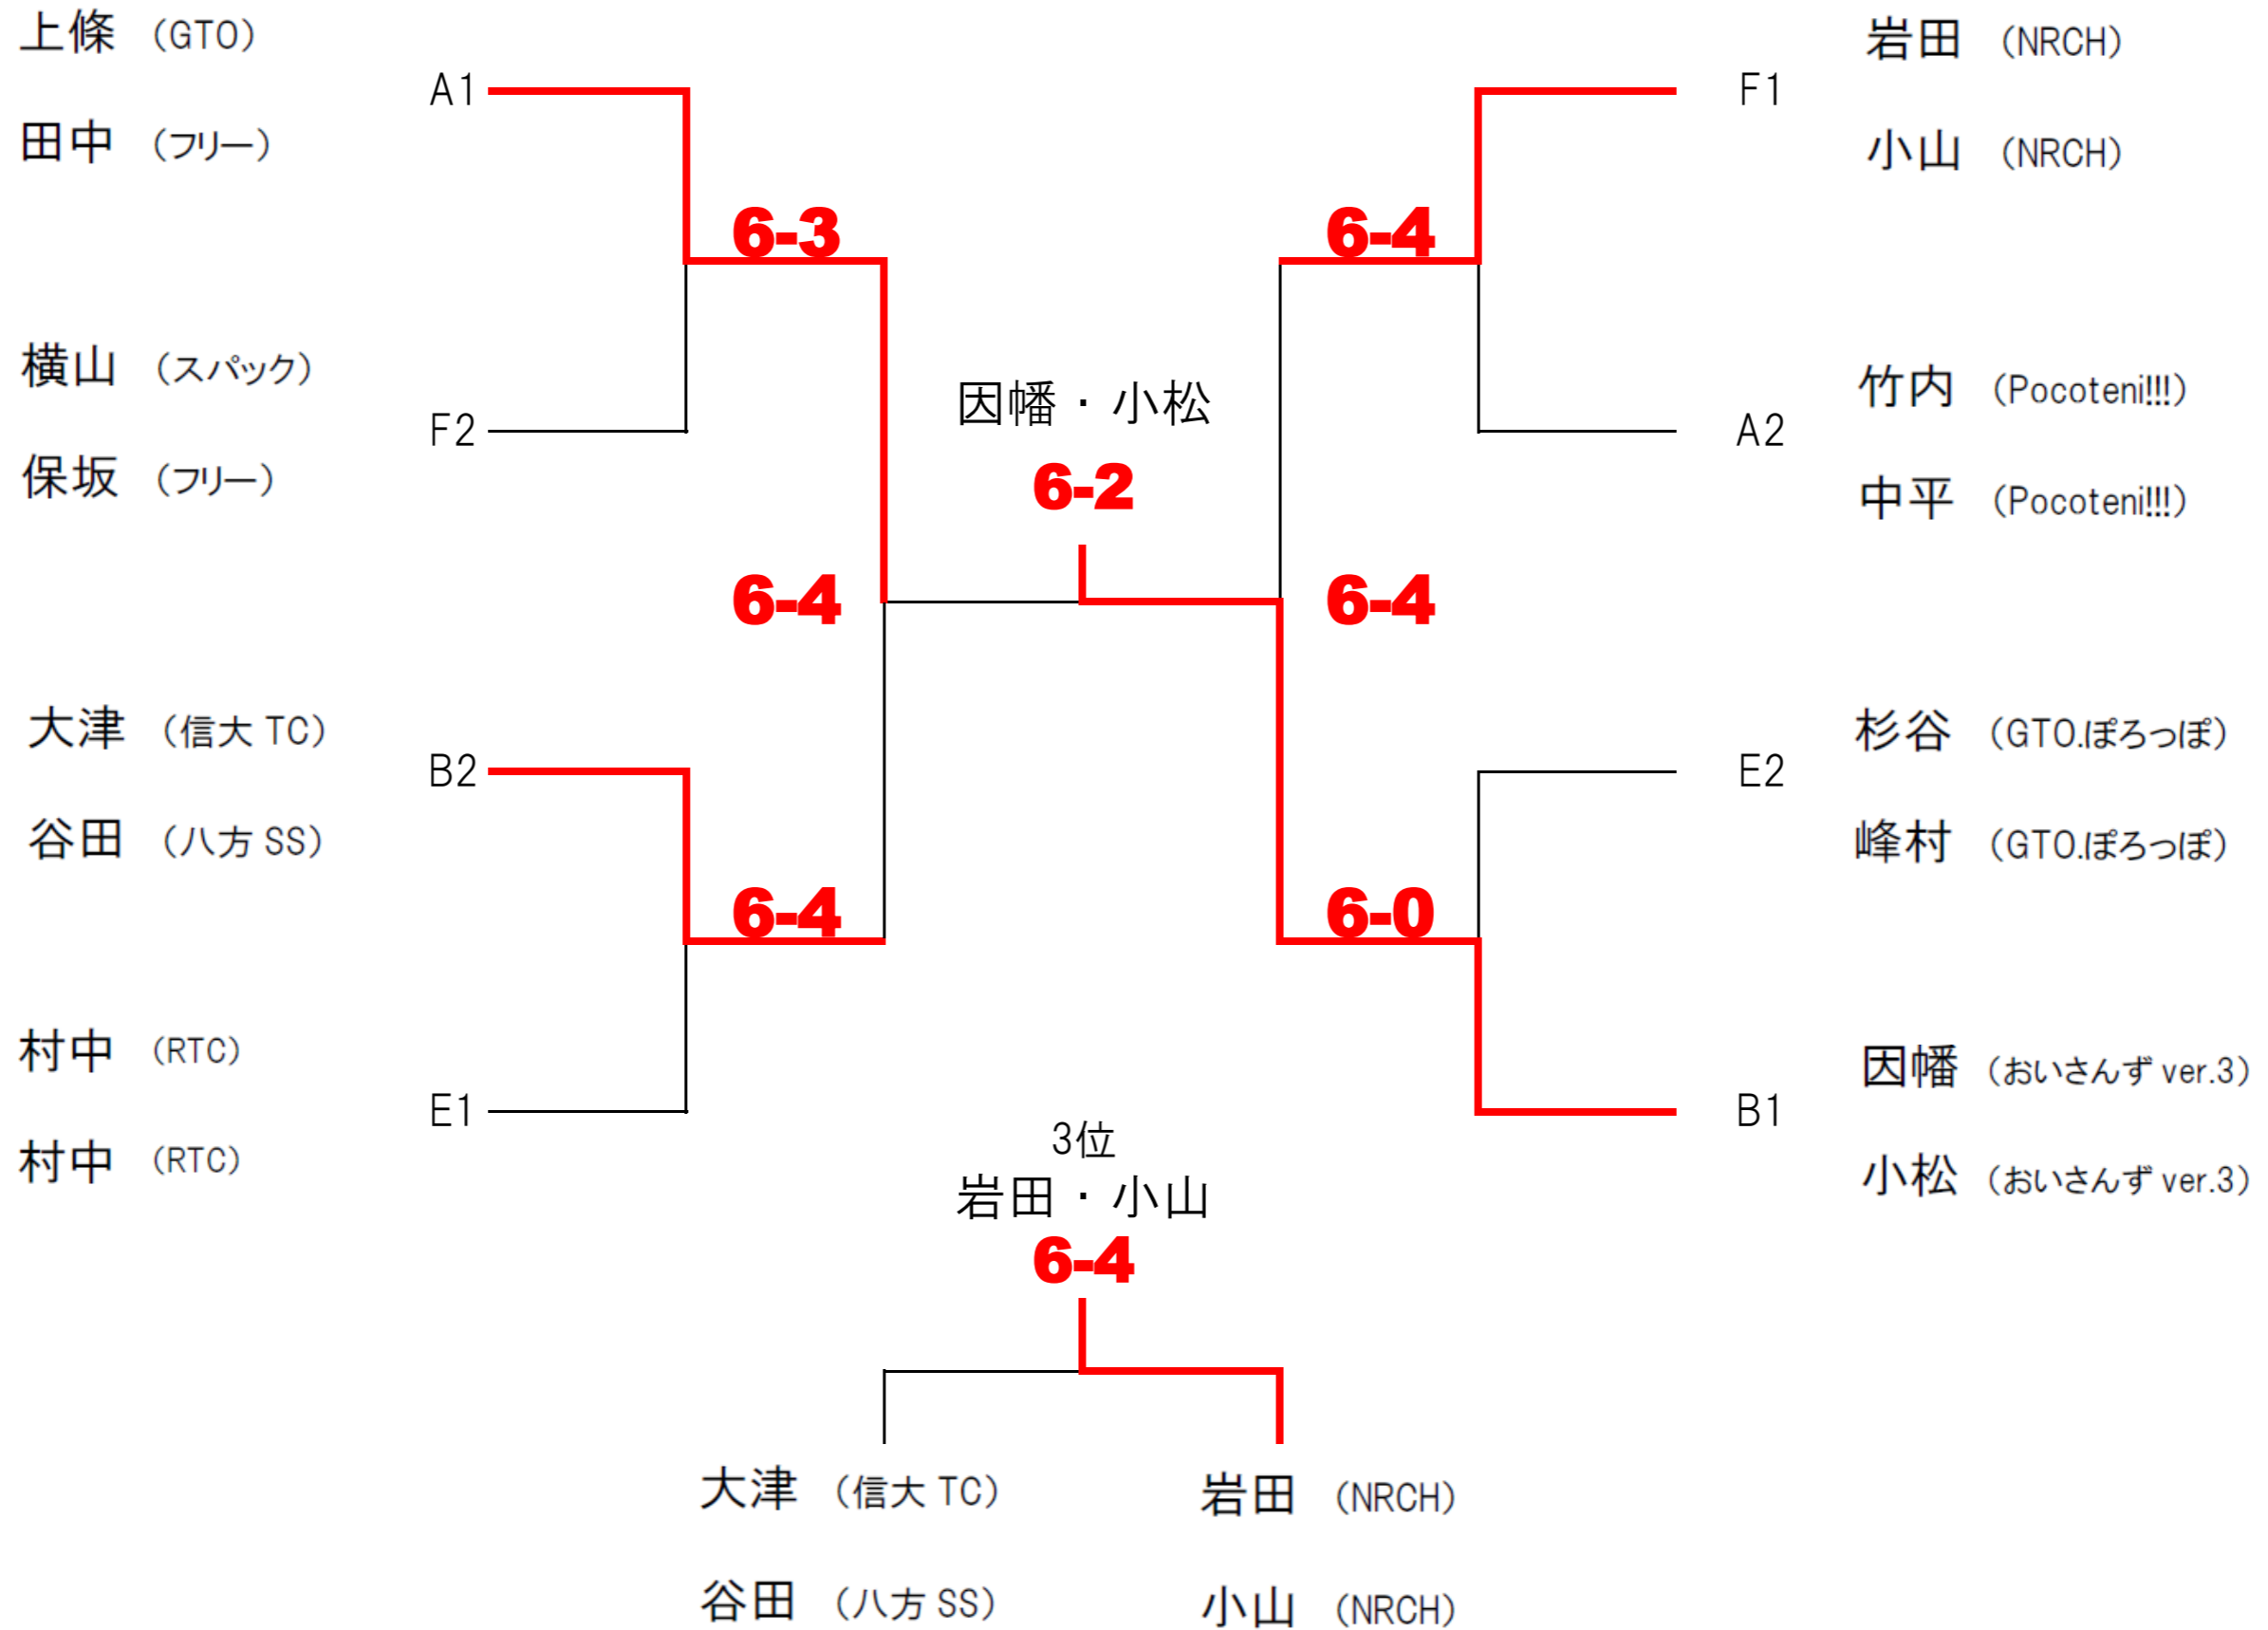 上條 （GTO）
A1
田中 （フリー）
6-3
横山 （スパック）
F2
保坂 （フリー）
6-4
大津 （信大 TC）
B2
谷田 （八方 SS）
6-4
村中 （RTC）
E1
村中 （RTC）
因幡・小松
6-2
岩田 （NRCH）
F1
小山 （NRCH）
6-4
竹内 （Pocoteni!!!）
A2
中平 （Pocoteni!!!）
6-4
杉谷 （GTO.ぽろっぽ）
E2
峰村 （GTO.ぽろっぽ）
6-0
因幡 （おいさんず ver.3）
B1
小松 （おいさんず ver.3）
3位
岩田・小山
6-4
大津 （信大 TC）
谷田 （八方 SS）
岩田 （NRCH）
小山 （NRCH）